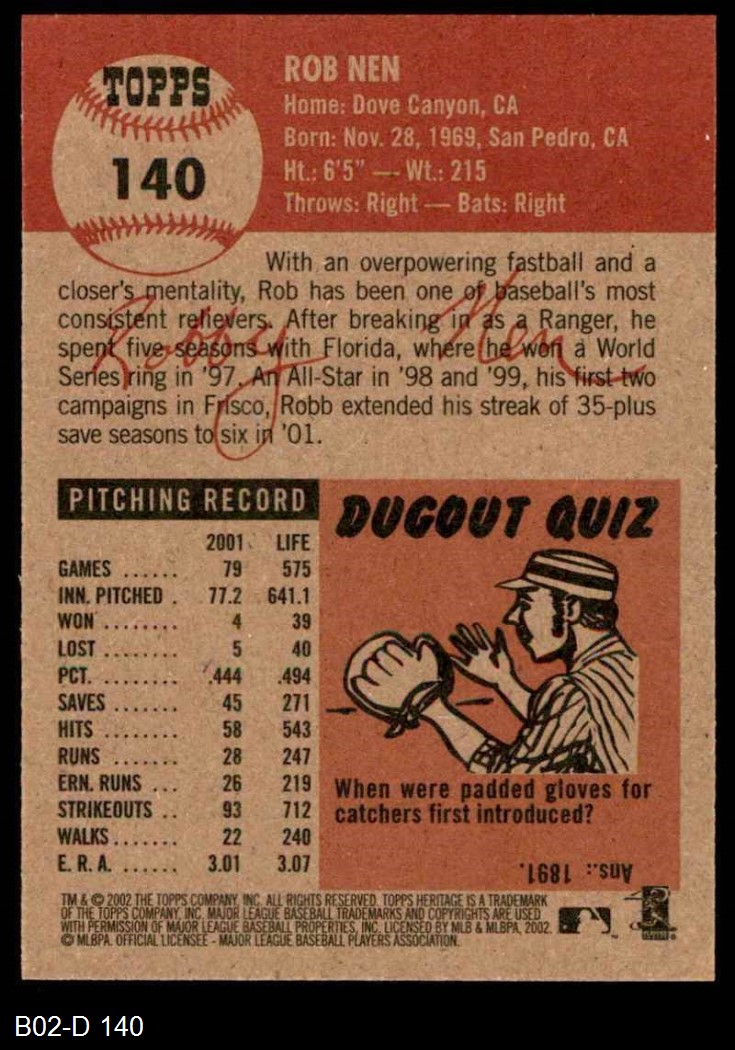 TOPPS
140
ROB NEN
Home: Dove Canyon, CA
Born: Nov. 28, 1969, San Pedro, CA
Ht.: 6'5" — Wt.: 215
Throws: Right — Bats: Right
With an overpowering fastball and a
closer's mentality, Rob has been one of baseball's most
consistent relievers. After breaking in as a Ranger, he
spent five seasons with Florida, where he won a World
Series ring in '97. An All-Star in '98 and '99, his first two
campaigns in Frisco, Robb extended his streak of 35-plus
save seasons to six in '01.
Robby Nen
PITCHING RECORD
2001 LIFE
GAMES ...... 79 575
INN. PITCHED . 77.2 641.1
WON ........ 4 39
LOST ........ 5 40
PCT. ........ .444 .494
SAVES ....... 45 271
HITS ........ 58 543
RUNS ....... 28 247
ERN. RUNS ... 26 219
STRIKEOUTS .. 93 712
WALKS....... 22 240
E. R. A. ...... 3.01 3.07
DUGOUT QUIZ
When were padded gloves for
catchers first introduced?
Ans.: 1891.
TM & © 2002 THE TOPPS COMPANY, INC. ALL RIGHTS RESERVED. TOPPS HERITAGE IS A TRADEMARK
OF THE TOPPS COMPANY, INC. MAJOR LEAGUE BASEBALL TRADEMARKS AND COPYRIGHTS ARE USED
WITH PERMISSION OF MAJOR LEAGUE BASEBALL PROPERTIES, INC. LICENSED BY MLB & MLBPA, 2002.
© MLBPA. OFFICIAL LICENSEE - MAJOR LEAGUE BASEBALL PLAYERS ASSOCIATION.
B02-D 140